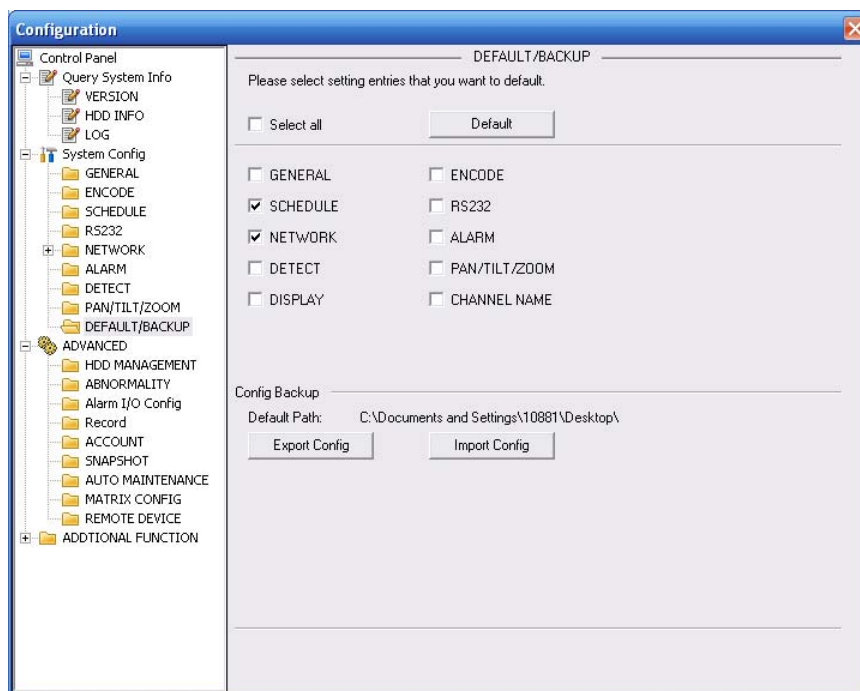 Configuration
Control Panel
Query System Info
VERSION
HDD INFO
LOG
System Config
GENERAL
ENCODE
SCHEDULE
RS232
NETWORK
ALARM
DETECT
PAN/TILT/ZOOM
DEFAULT/BACKUP
ADVANCED
HDD MANAGEMENT
ABNORMALITY
Alarm I/O Config
Record
ACCOUNT
SNAPSHOT
AUTO MAINTENANCE
MATRIX CONFIG
REMOTE DEVICE
ADDTIONAL FUNCTION
DEFAULT/BACKUP
Please select setting entries that you want to default.
Select all Default
GENERAL ENCODE
SCHEDULE RS232
NETWORK ALARM
DETECT PAN/TILT/ZOOM
DISPLAY CHANNEL NAME
Config Backup
Default Path: C:\Documents and Settings\10881\Desktop\
Export Config Import Config